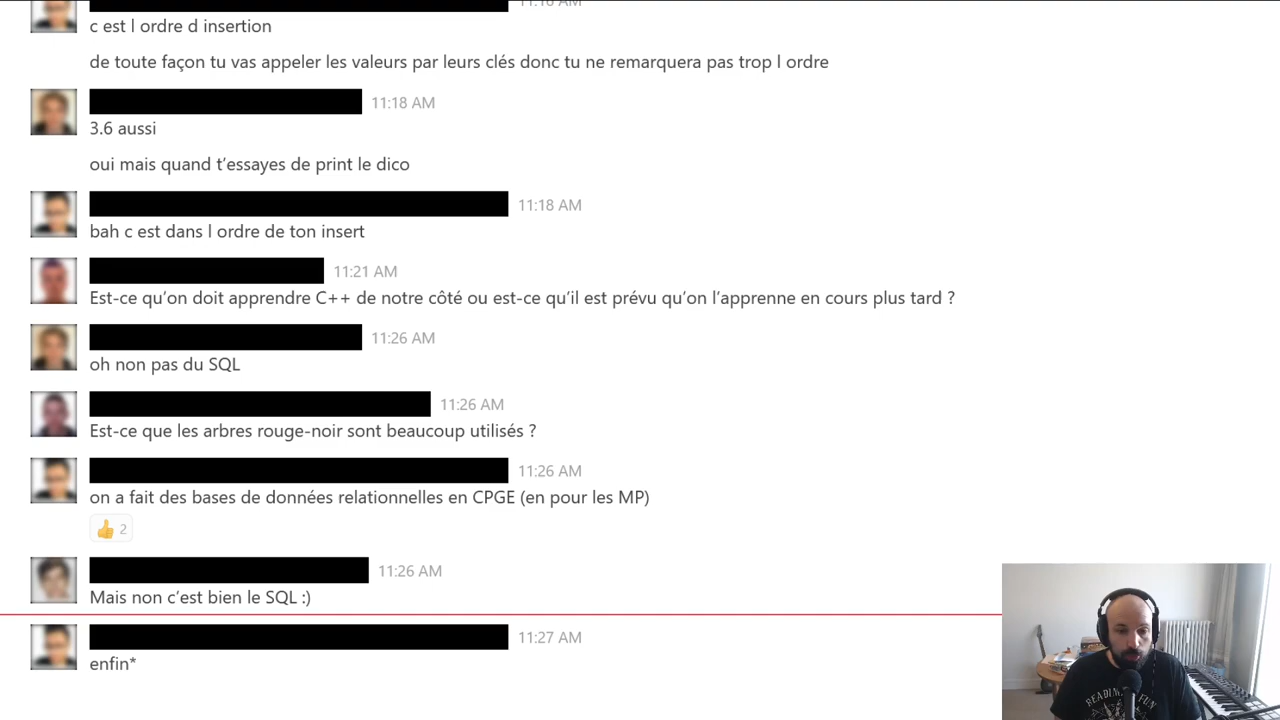 11:18 AM
c est l ordre d insertion
de toute façon tu vas appeler les valeurs par leurs clés donc tu ne remarquera pas trop l ordre
11:18 AM
3.6 aussi
oui mais quand t'essayes de print le dico
11:18 AM
bah c est dans l ordre de ton insert
11:21 AM
Est-ce qu'on doit apprendre C++ de notre côté ou est-ce qu'il est prévu qu'on l'apprenne en cours plus tard ?
11:26 AM
oh non pas du SQL
11:26 AM
Est-ce que les arbres rouge-noir sont beaucoup utilisés ?
11:26 AM
on a fait des bases de données relationnelles en CPGE (en pour les MP)
2
11:26 AM
Mais non c'est bien le SQL :)
11:27 AM
enfin*
READING FUN